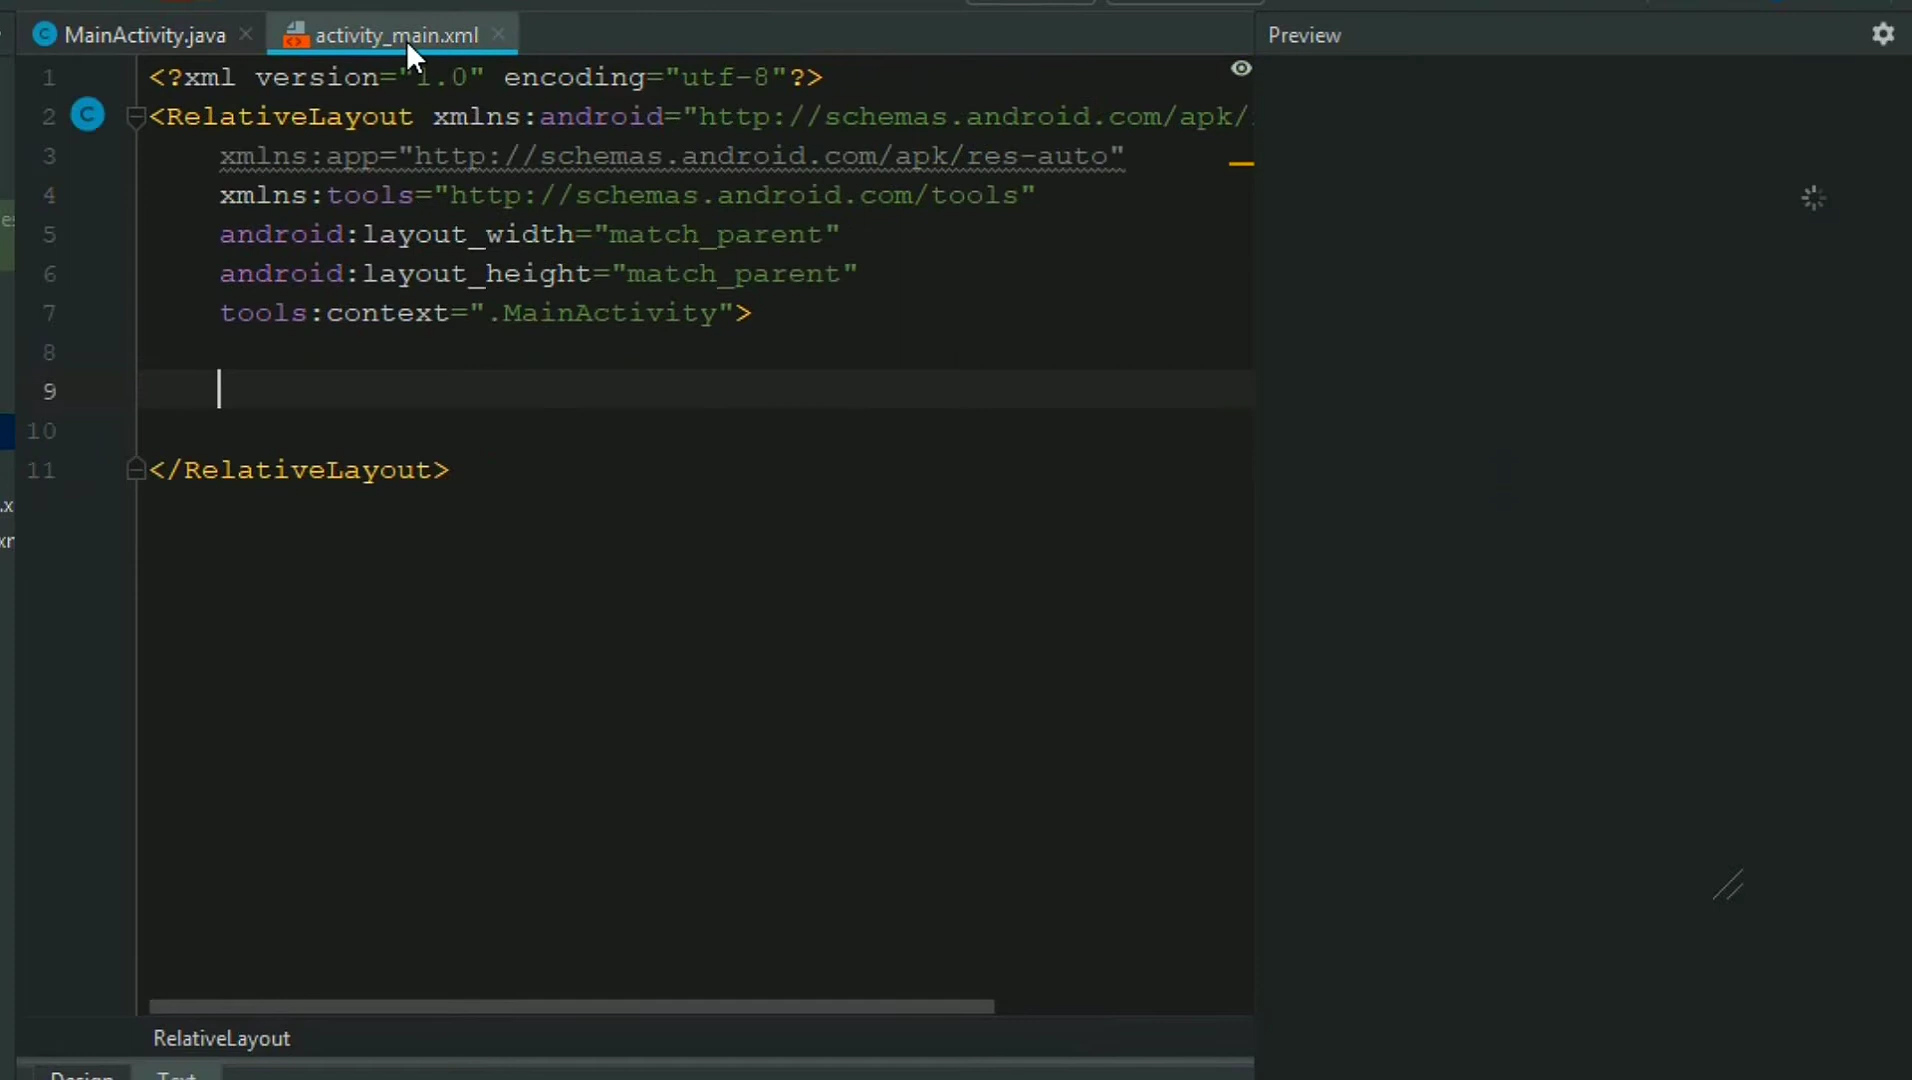 MainActivity.java
activity_main.xml
Preview
1 <?xml version="1.0" encoding="utf-8"?>
2 C <RelativeLayout xmlns:android="http://schemas.android.com/apk/
3 xmlns:app="http://schemas.android.com/apk/res-auto"
4 xmlns:tools="http://schemas.android.com/tools"
5 android:layout_width="match_parent"
6 android:layout_height="match_parent"
7 tools:context=".MainActivity">
8
9
10
11 </RelativeLayout>
RelativeLayout
Design Text